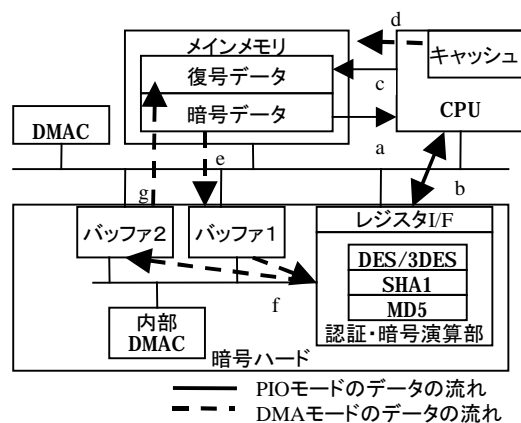 d
メインメモリ
キャッシュ
復号データ
c
暗号データ
CPU
DMAC
a
e
b
g
レジスタI/F
バッファ2
バッファ1
DES/3DES
SHA1
f
MD5
内部
DMAC
認証・暗号演算部
暗号ハード
PIOモードのデータの流れ
DMAモードのデータの流れ